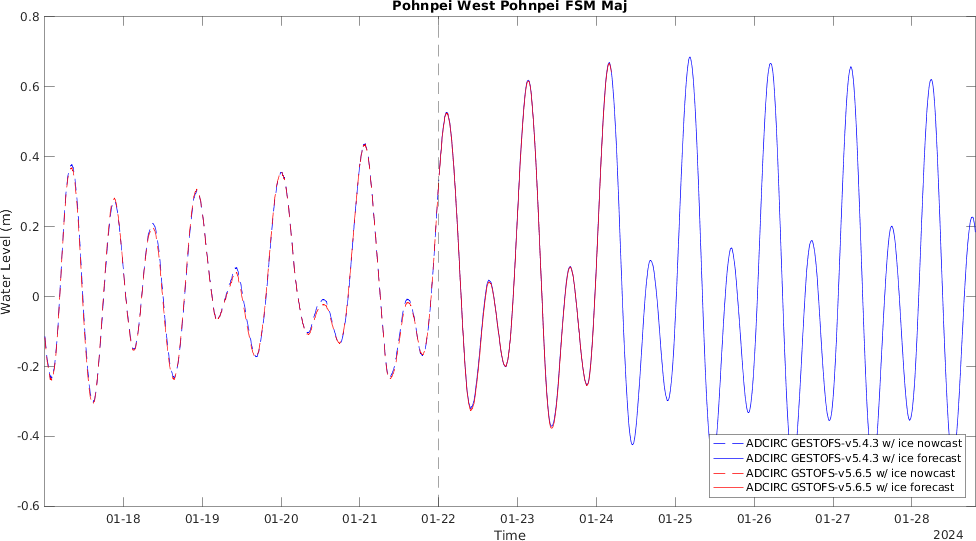 Pohnpei West Pohnpei FSM Maj
0.8
0.6
0.4
0.2
0
-0.2
-0.4
-0.6
Water Level (m)
ADCIRC GESTOFS-v5.4.3 w/ ice nowcast
ADCIRC GESTOFS-v5.4.3 w/ ice forecast
ADCIRC GSTOFS-v5.6.5 w/ ice nowcast
ADCIRC GSTOFS-v5.6.5 w/ ice forecast
01-18 01-19 01-20 01-21 01-22 01-23 01-24 01-25 01-26 01-27 01-28
Time
2024